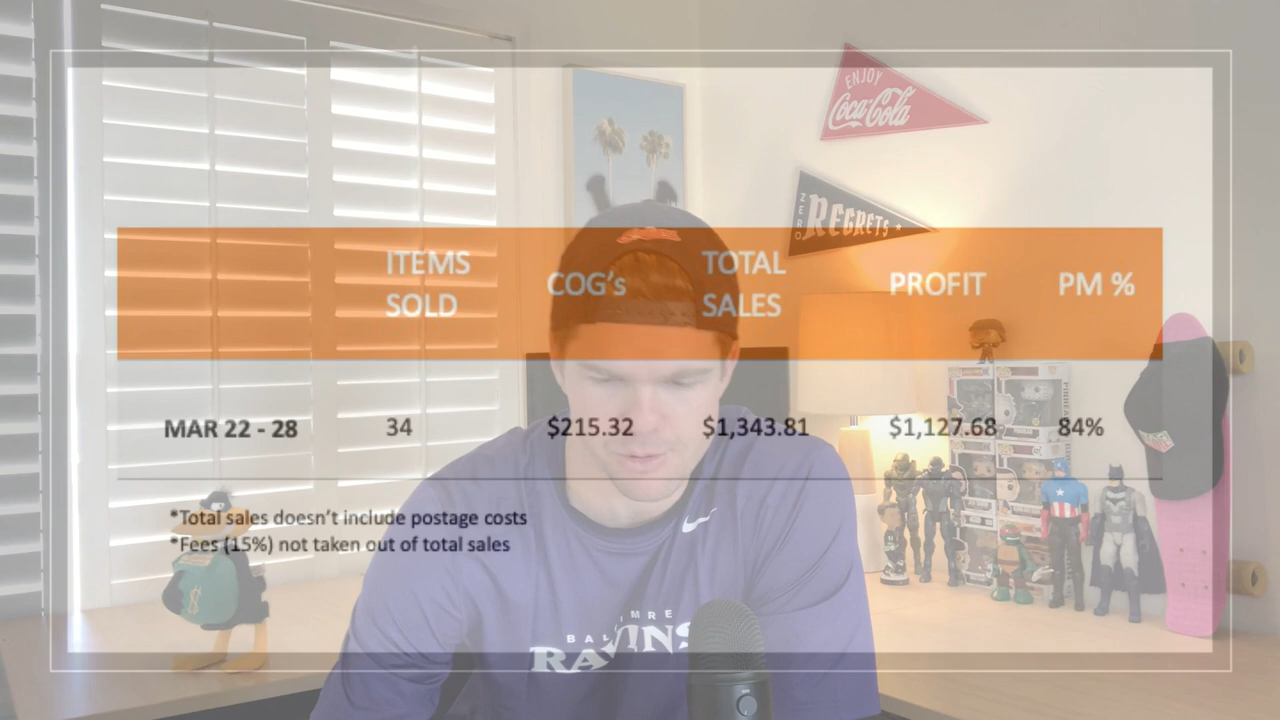 ENJOY
Coca-Cola
ZERO
REGRETS
ITEMS SOLD
COG's
TOTAL SALES
PROFIT
PM %
MAR 22 - 28
34
$215.32
$1,343.81
$1,127.68
84%
*Total sales doesn't include postage costs
*Fees (15%) not taken out of total sales
RAVINS